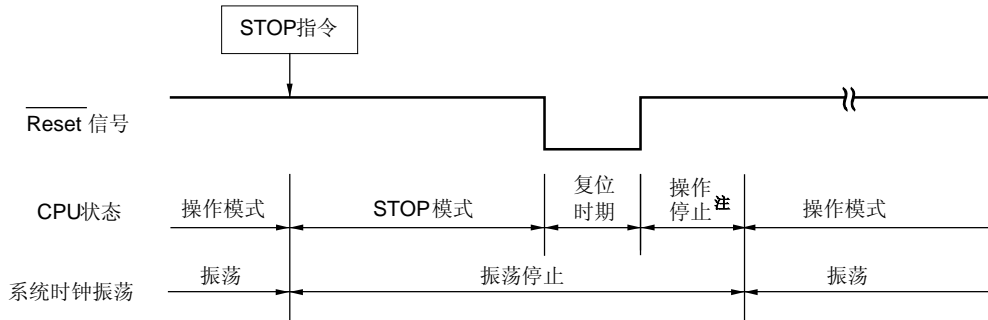 STOP指令
Reset 信号
CPU状态
操作模式
STOP模式
复位
时期
操作
停止注
操作模式
系统时钟振荡
振荡
振荡停止
振荡